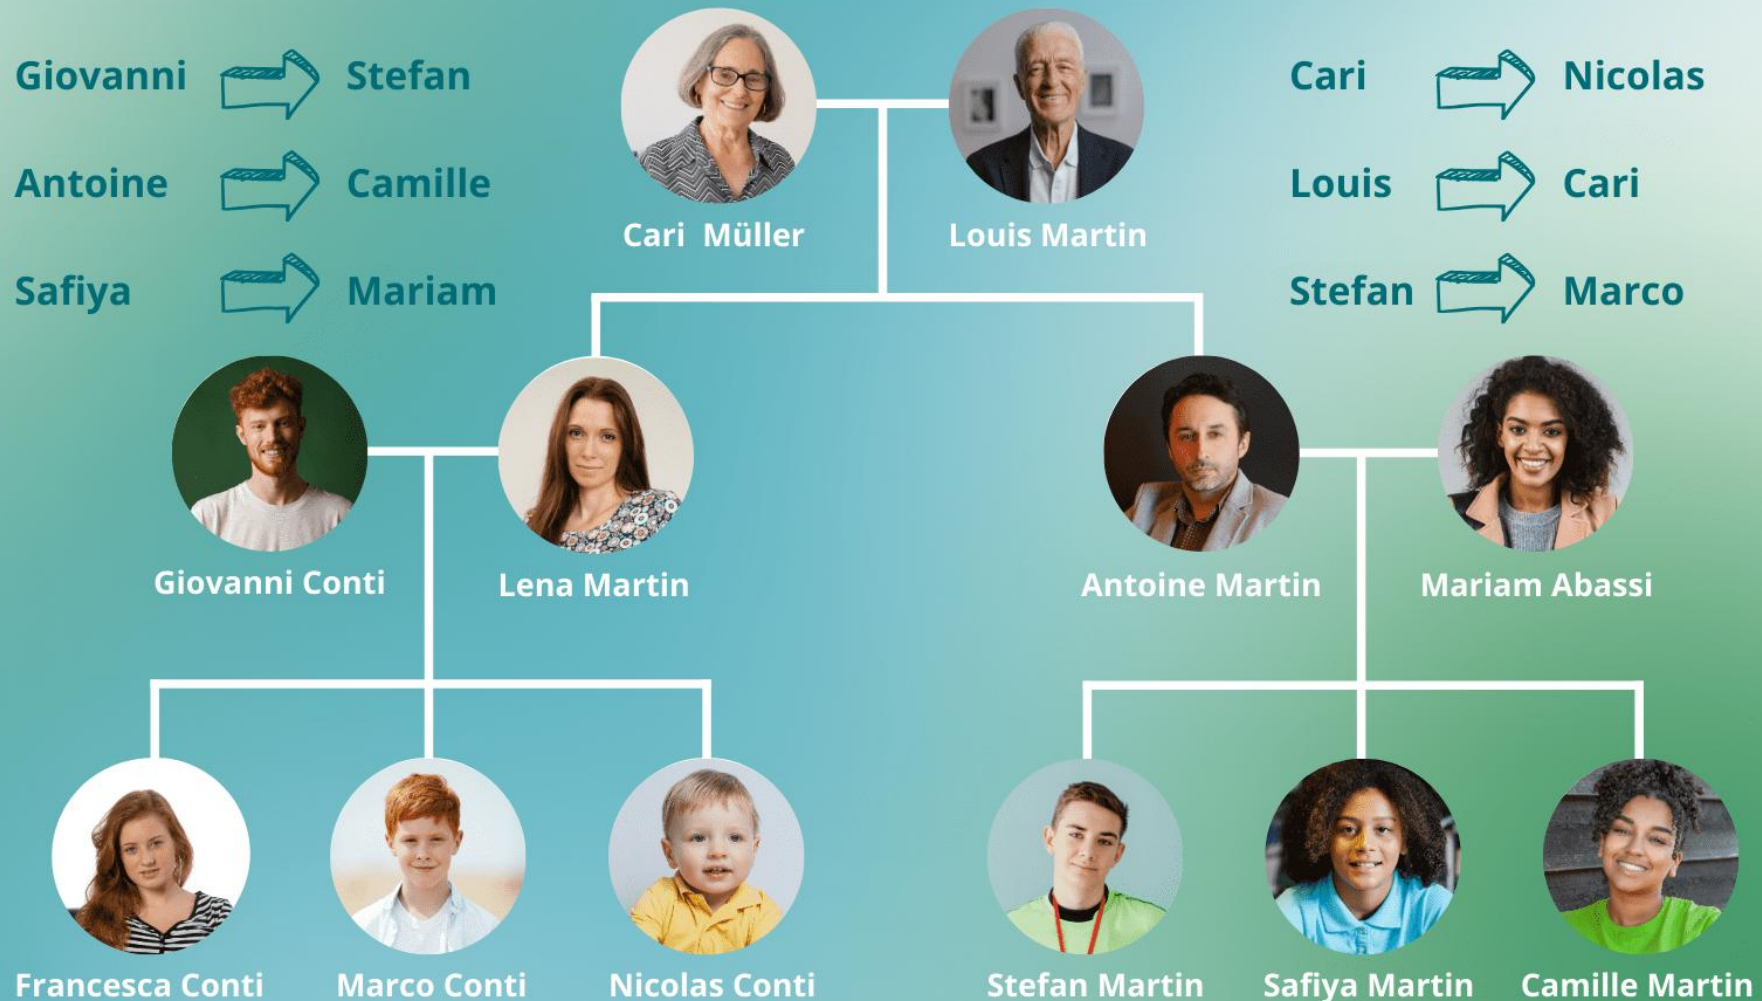 Giovanni Stefan
Antoine Camille
Safiya Mariam
Cari Nicolas
Louis Cari
Stefan Marco
Cari Müller
Louis Martin
Giovanni Conti
Lena Martin
Antoine Martin
Mariam Abassi
Francesca Conti
Marco Conti
Nicolas Conti
Stefan Martin
Safiya Martin
Camille Martin